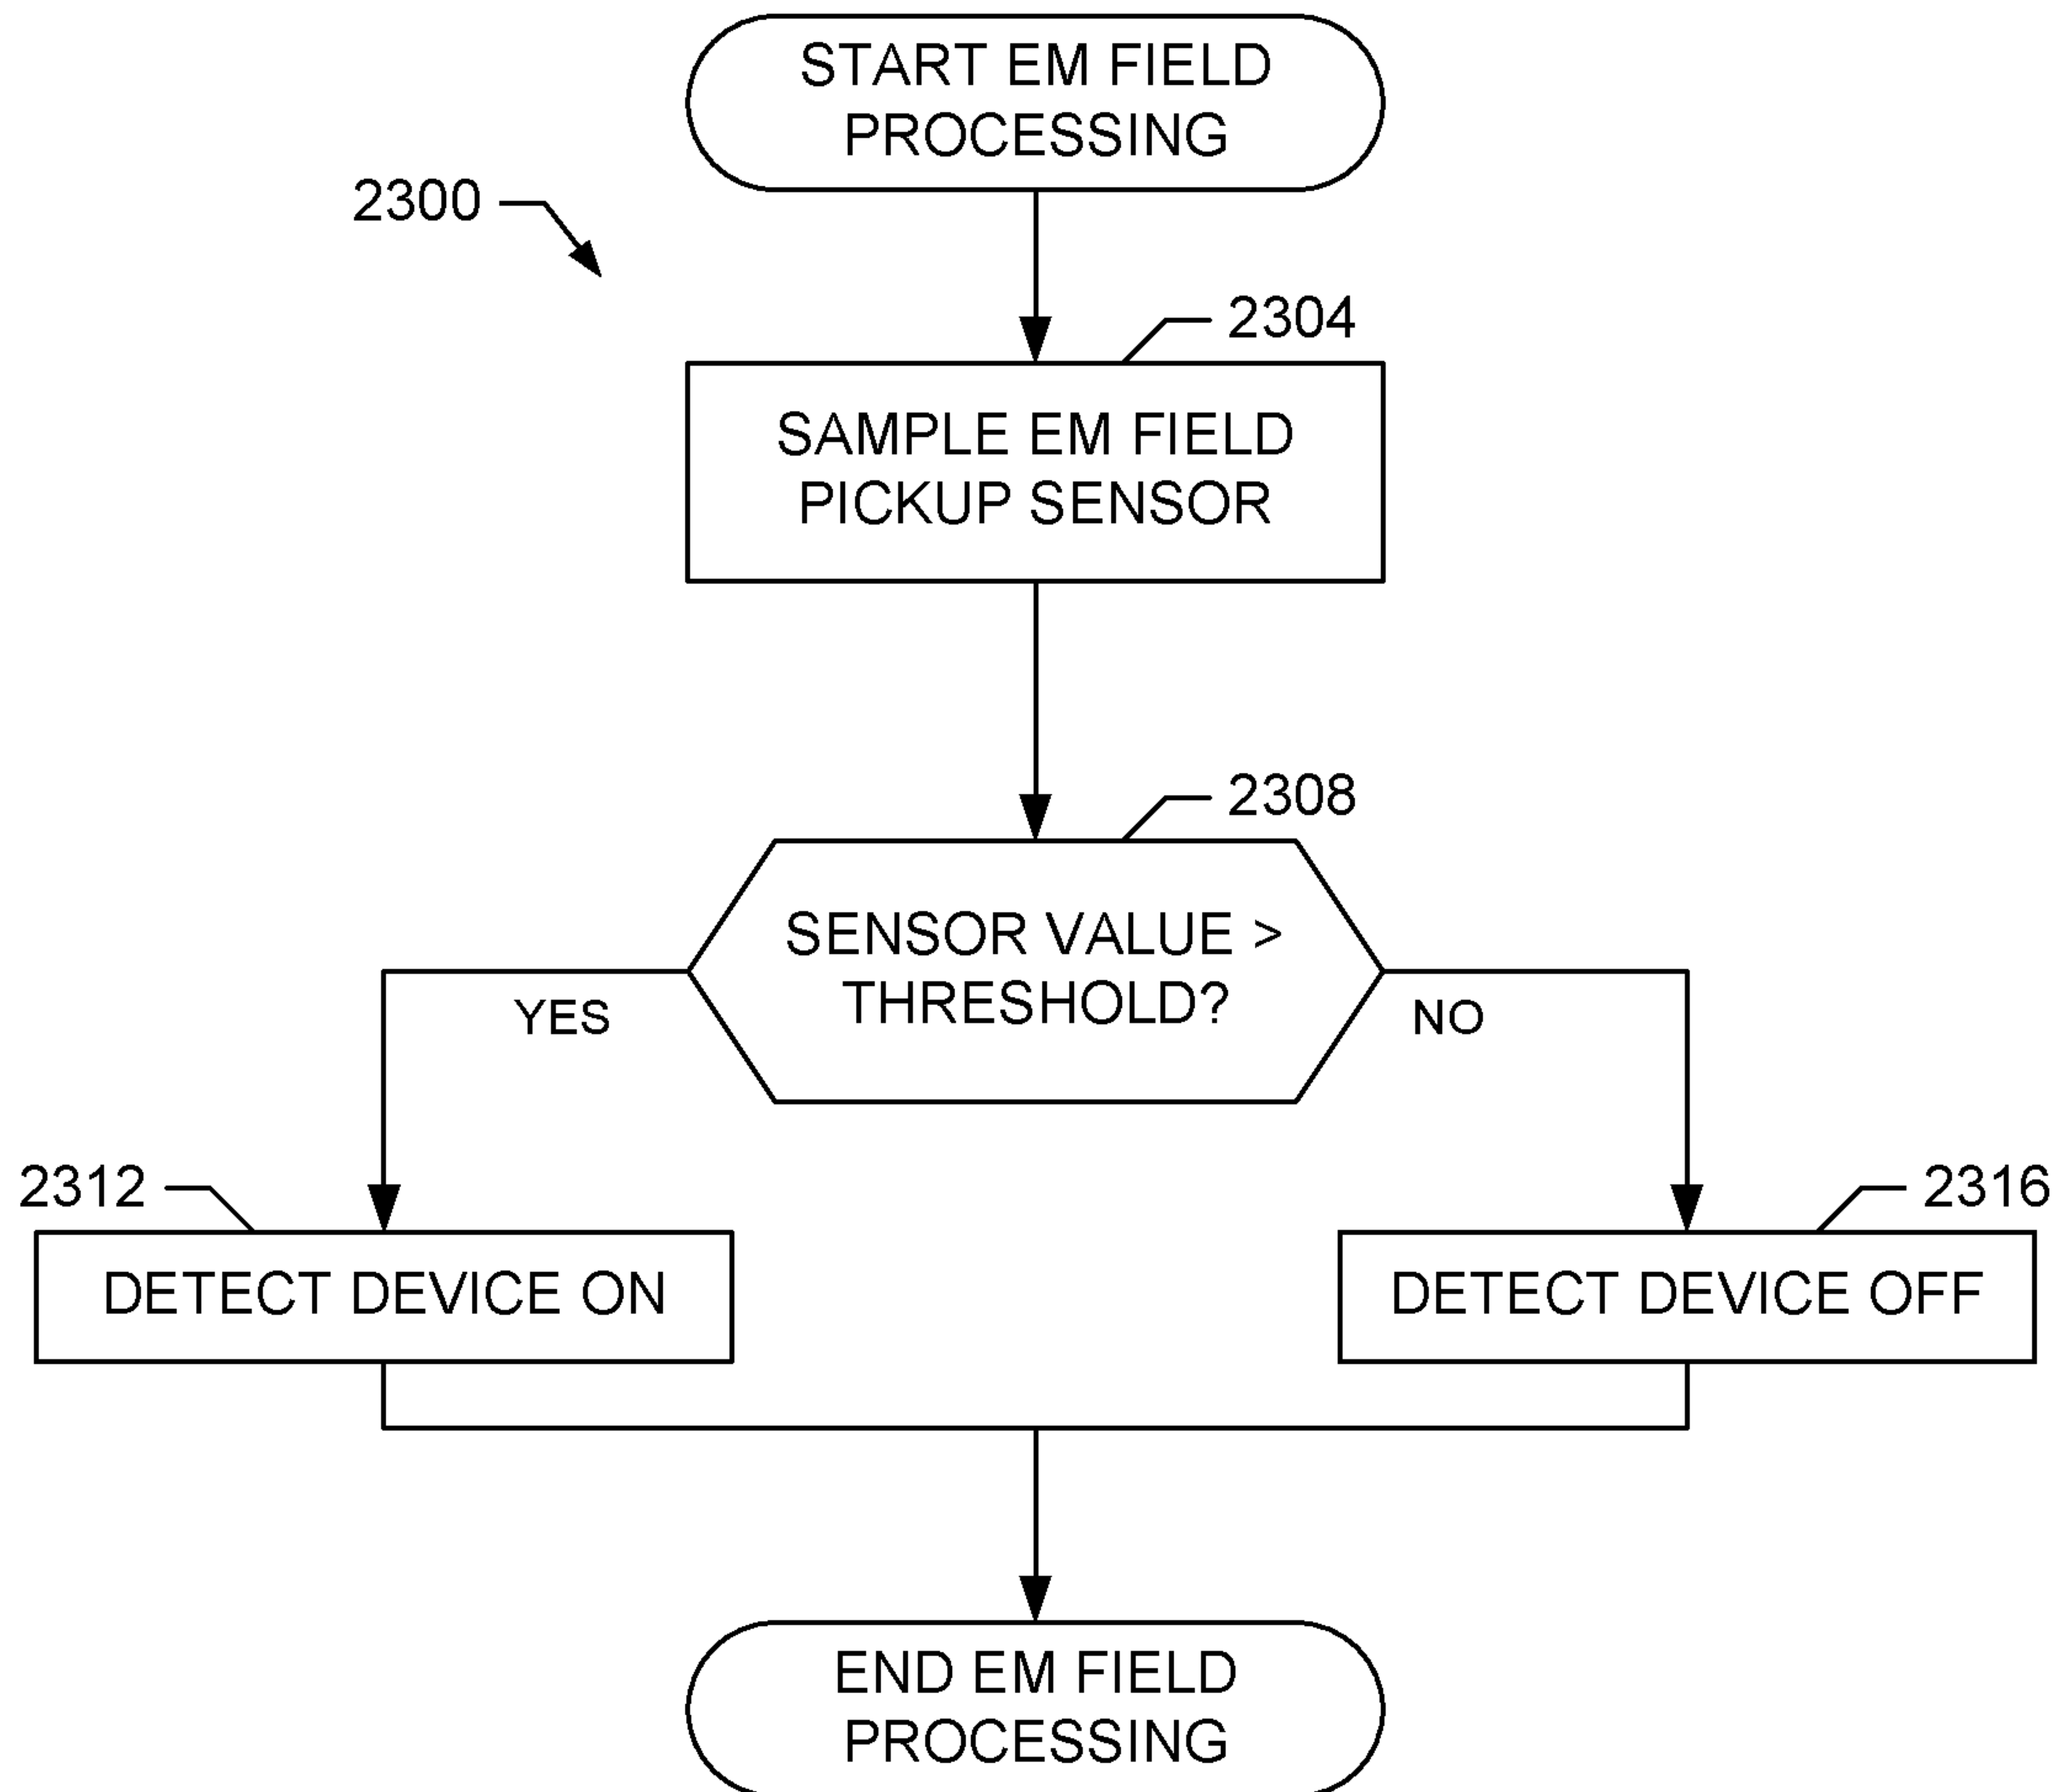 START EM FIELD
PROCESSING
2300
2304
SAMPLE EM FIELD
PICKUP SENSOR
2308
SENSOR VALUE >
THRESHOLD?
YES
NO
2312
2316
DETECT DEVICE ON
DETECT DEVICE OFF
END EM FIELD
PROCESSING